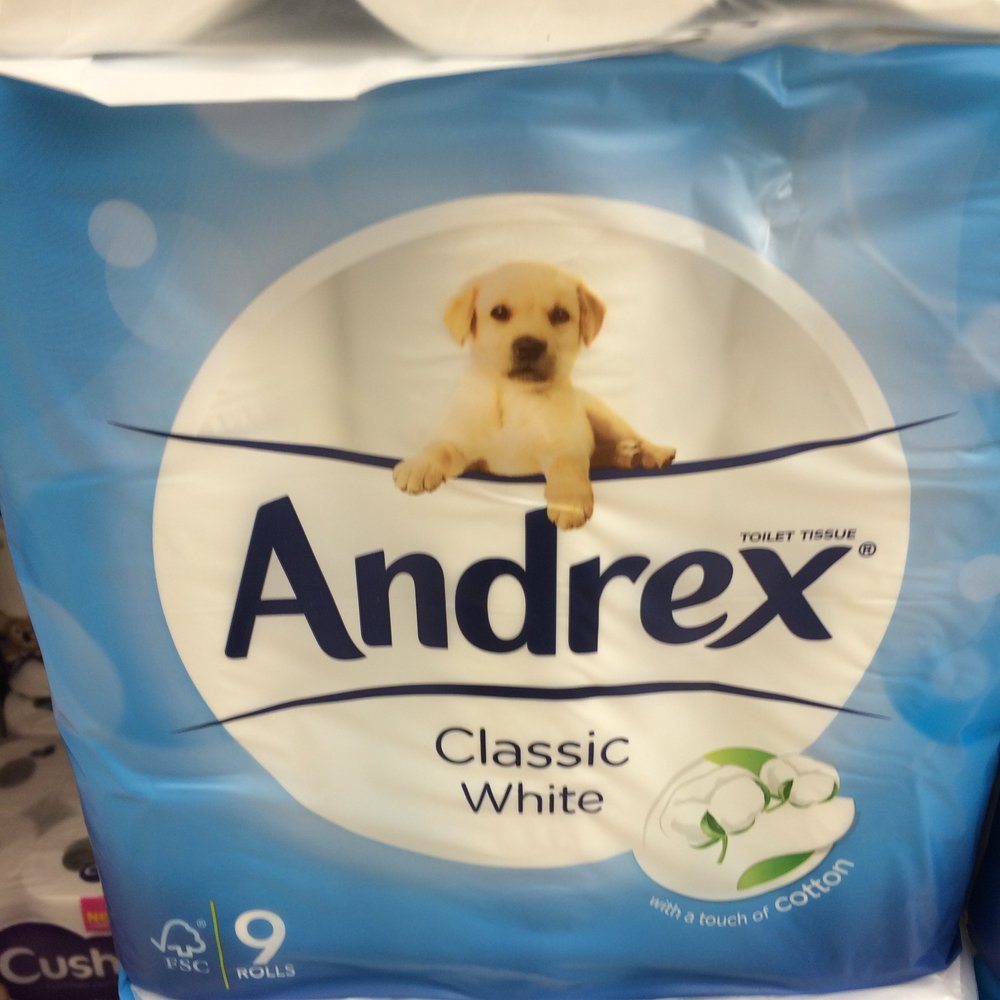 TOILET TISSUE
Andrex®
Classic
White
with a touch of cotton
FSC®
9
ROLLS
Cush